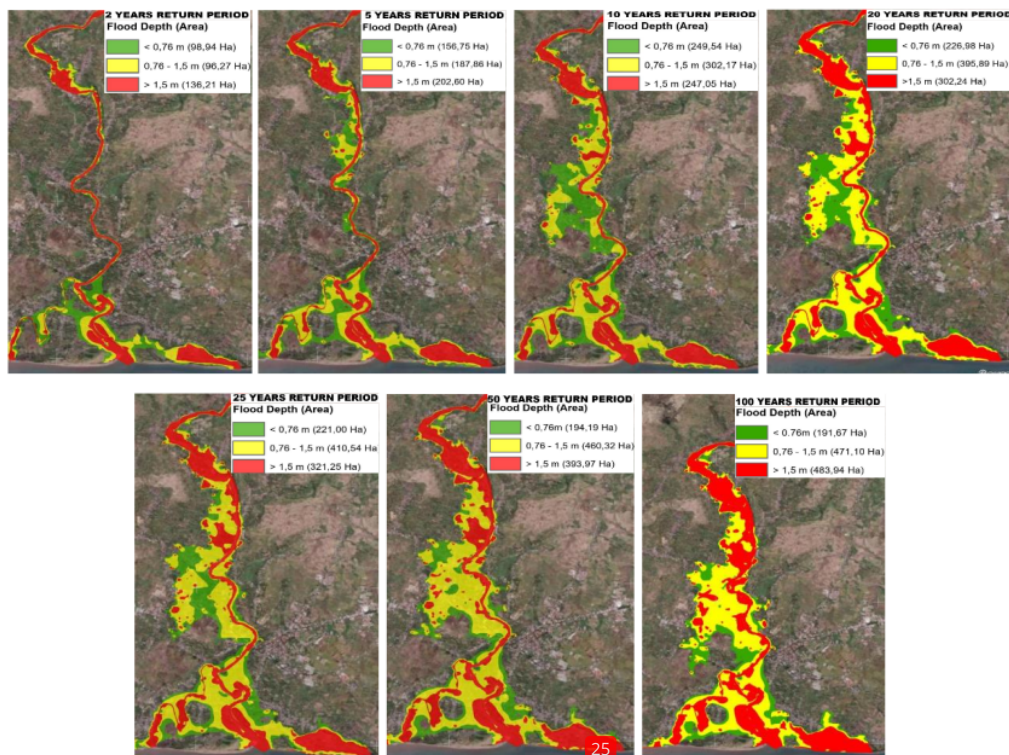 2 YEARS RETURN PERIOD
Flood Depth (Area)
< 0,76 m (98,94 Ha)
0,76 - 1,5 m (96,27 Ha)
> 1,5 m (136,21 Ha)
5 YEARS RETURN PERIOD
Flood Depth (Area)
< 0,76 m (156,75 Ha)
0,76 - 1,5 m (187,86 Ha)
> 1,5 m (202,60 Ha)
10 YEARS RETURN PERIOD
Flood Depth (Area)
< 0,76 m (249,54 Ha)
0,76 - 1,5 m (302,17 Ha)
> 1,5 m (247,05 Ha)
20 YEARS RETURN PERIOD
Flood Depth (Area)
< 0,76 m (226,98 Ha)
0,76 - 1,5 m (395,89 Ha)
>1,5 m (302,24 Ha)
25 YEARS RETURN PERIOD
Flood Depth (Area)
< 0,76 m (221,00 Ha)
0,76 - 1,5 m (410,54 Ha)
> 1,5 m (321,25 Ha)
50 YEARS RETURN PERIOD
Flood Depth (Area)
< 0,76m (194,19 Ha)
0,76 - 1,5 m (460,32 Ha)
> 1,5 m (393,97 Ha)
100 YEARS RETURN PERIOD
Flood Depth (Area)
< 0.76m (191,67 Ha)
0,76 - 1,5 m (471,10 Ha)
> 1,5 m (483,94 Ha)
25